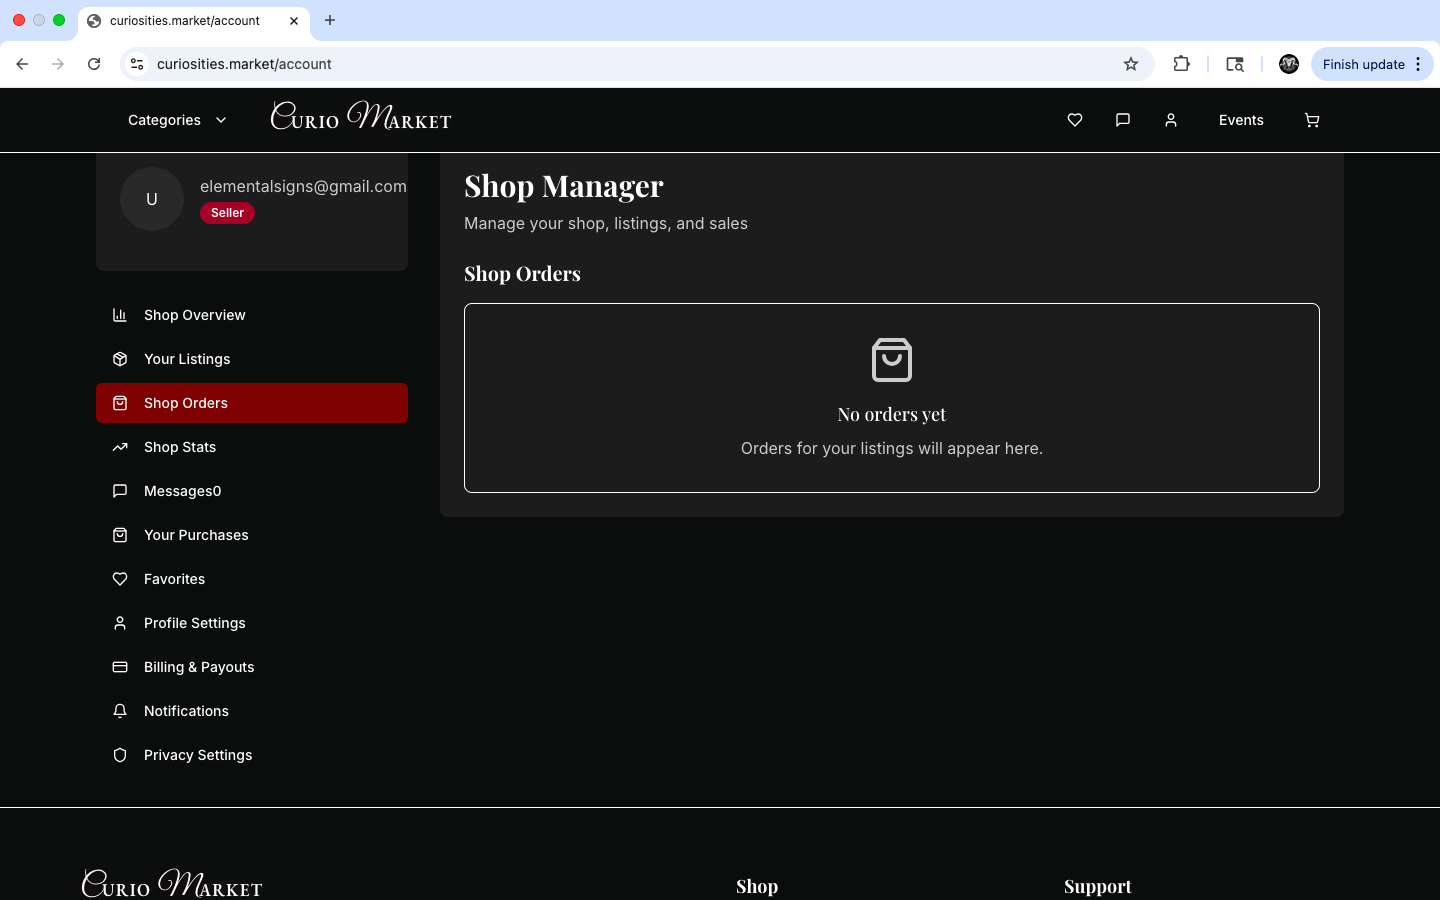 curiosities.market/account
curiosities.market/account
Finish update
Categories
Curio Market
Events
U
elementalsigns@gmail.com
Seller
Shop Overview
Your Listings
Shop Orders
Shop Stats
Messages0
Your Purchases
Favorites
Profile Settings
Billing & Payouts
Notifications
Privacy Settings
Shop Manager
Manage your shop, listings, and sales
Shop Orders
No orders yet
Orders for your listings will appear here.
Curio Market
Shop
Support